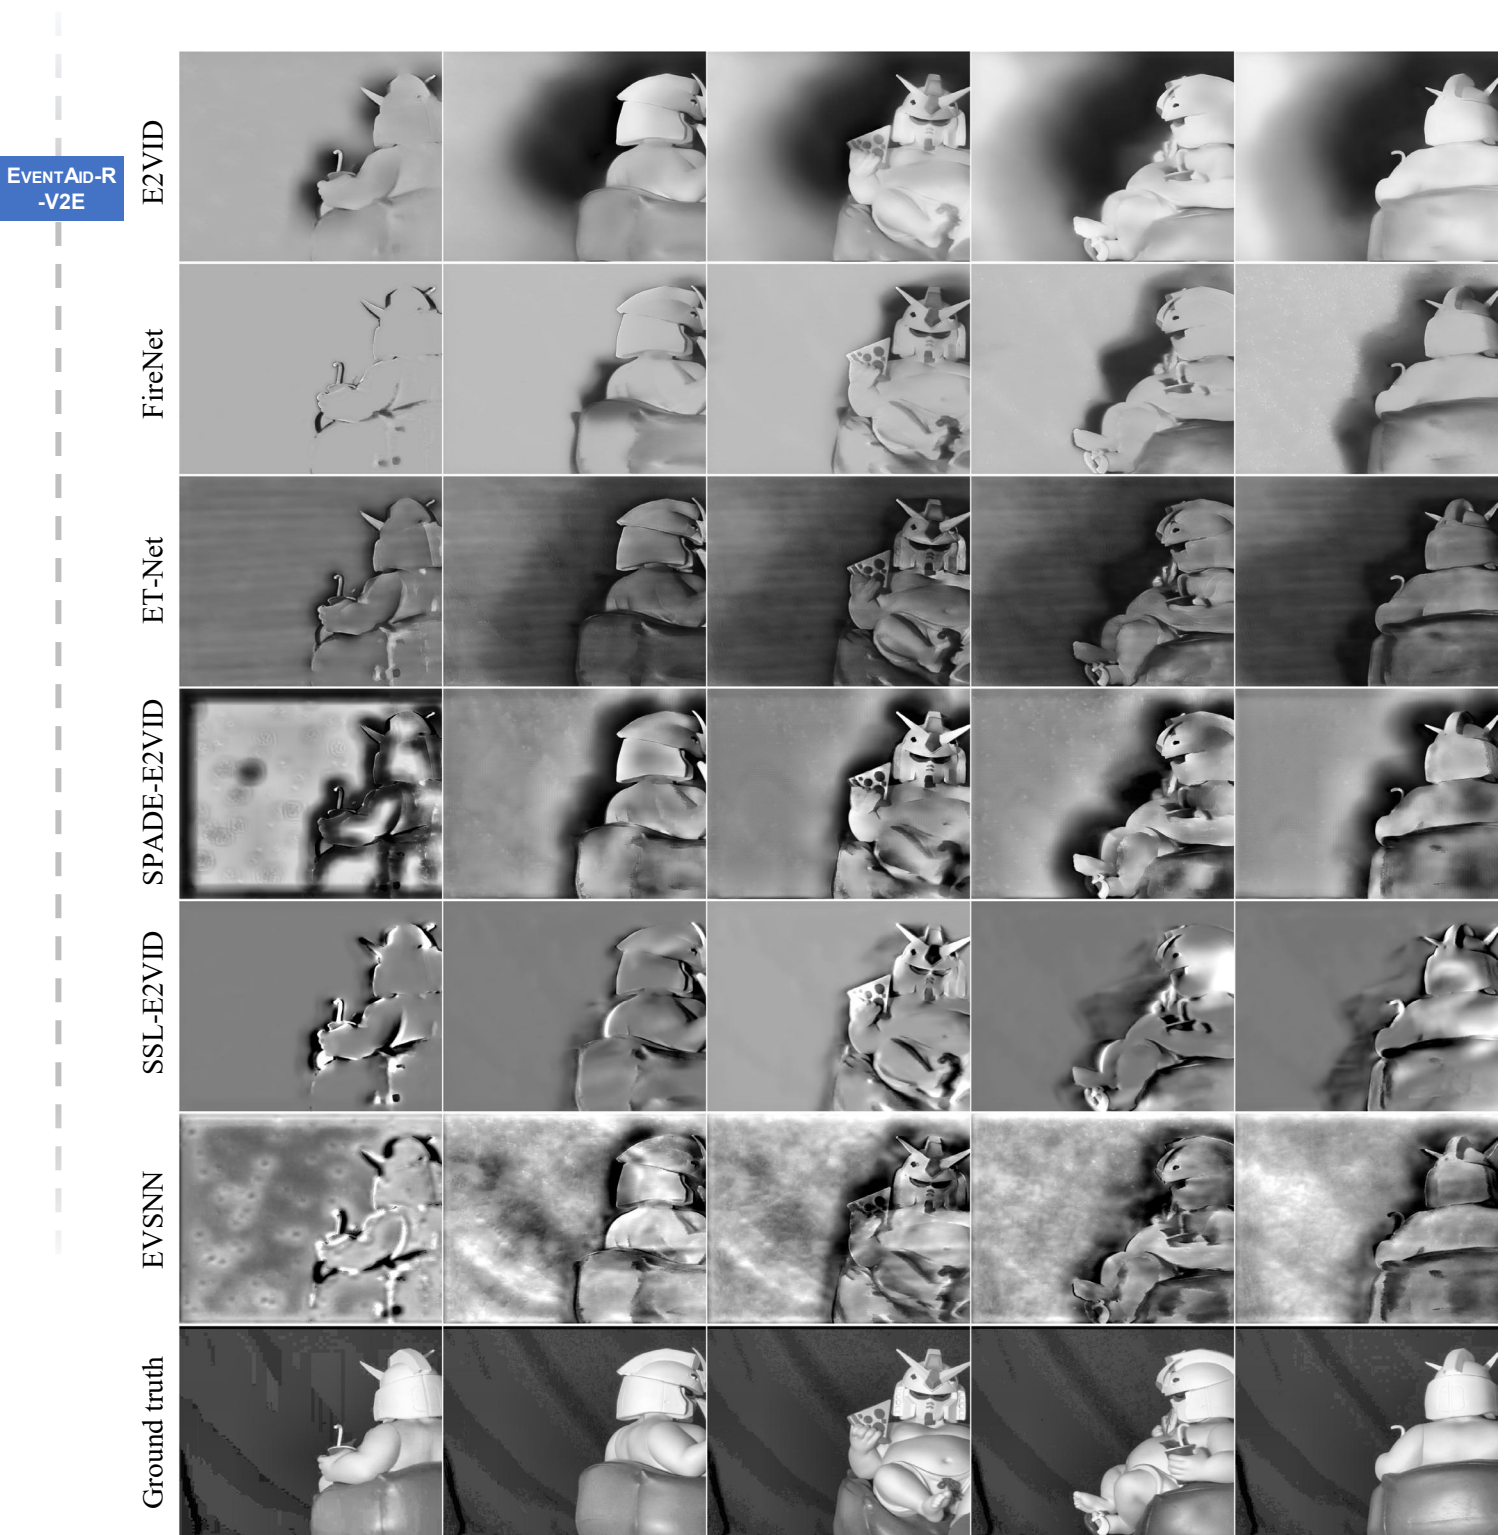 EVENTAID-R
-V2E
E2VID
FireNet
ET-Net
SPADE-E2VID
SSL-E2VID
EVSNN
Ground truth